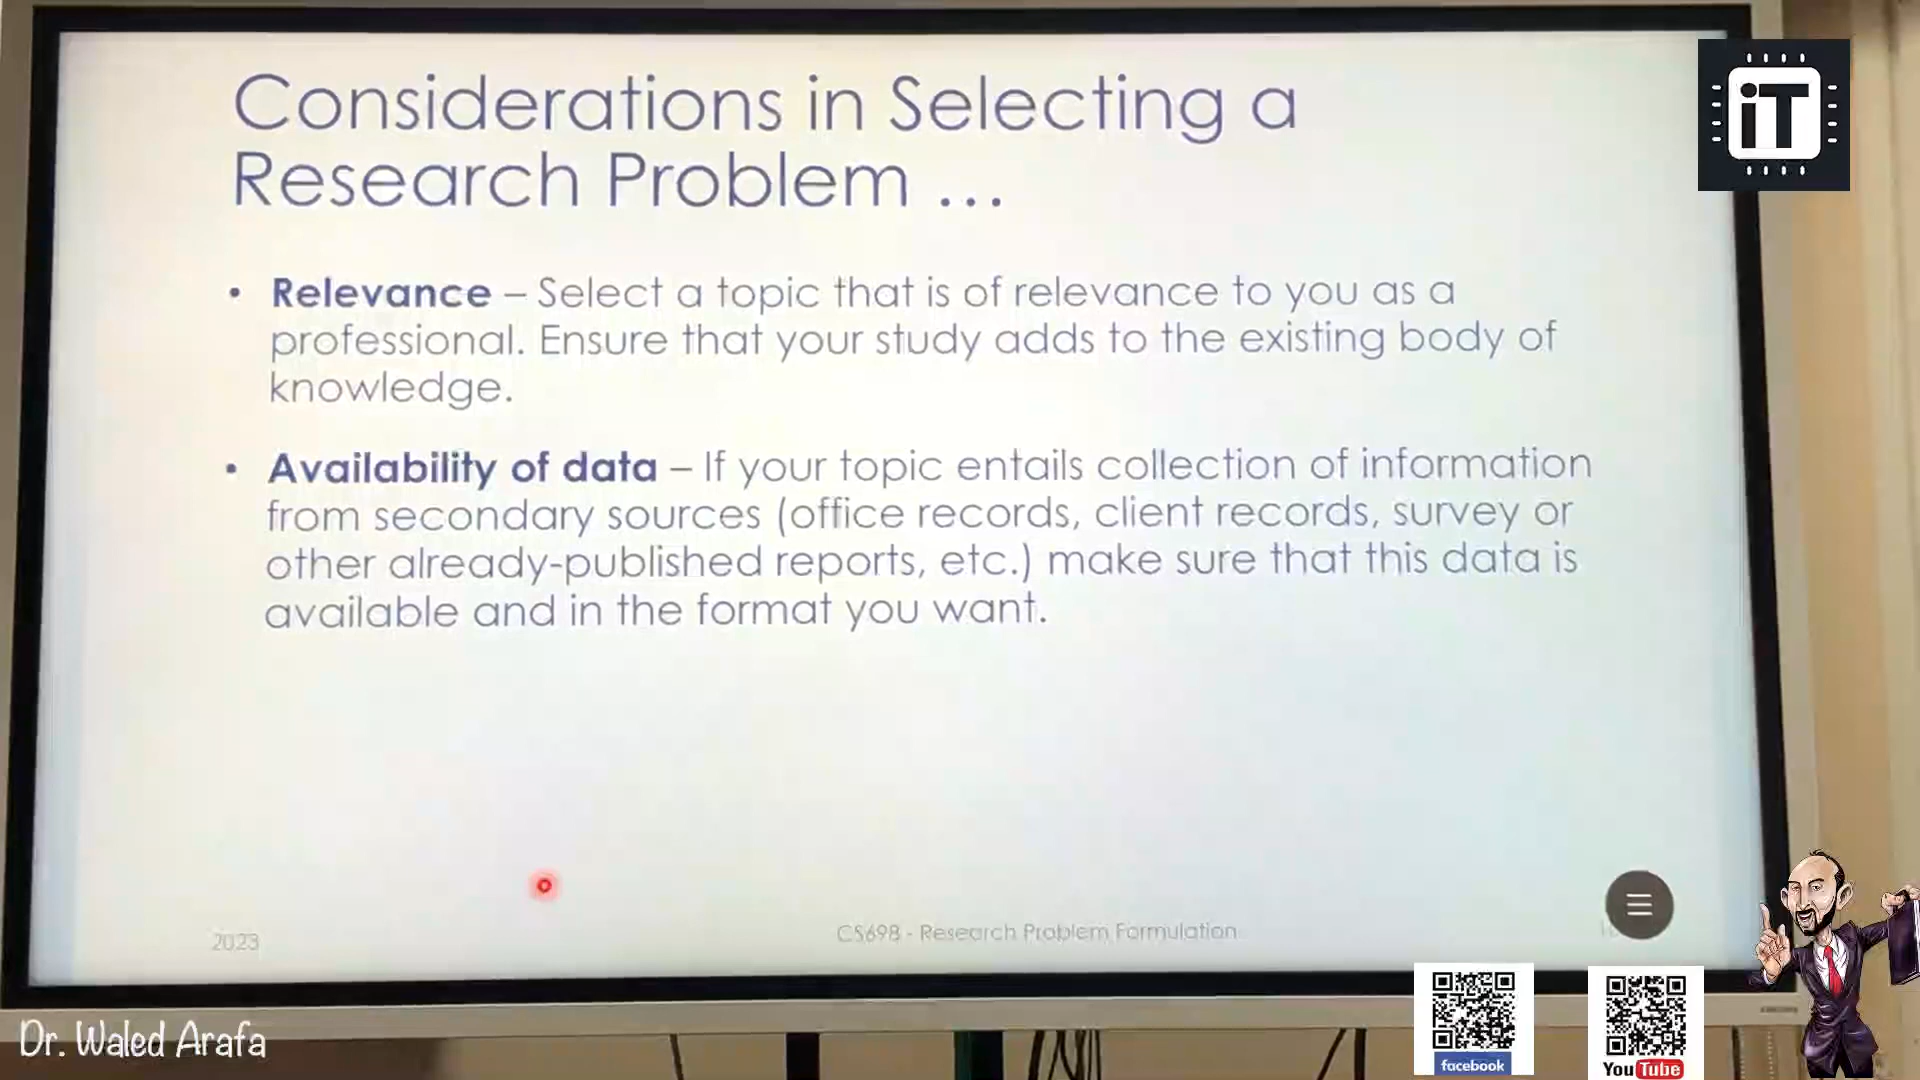 Considerations in Selecting a
Research Problem ...
iT
• Relevance – Select a topic that is of relevance to you as a
professional. Ensure that your study adds to the existing body of
knowledge.
• Availability of data – If your topic entails collection of information
from secondary sources (office records, client records, survey or
other already-published reports, etc.) make sure that this data is
available and in the format you want.
2023
CS698 - Research Problem Formulation
Dr. Waled Arafa
facebook
YouTube